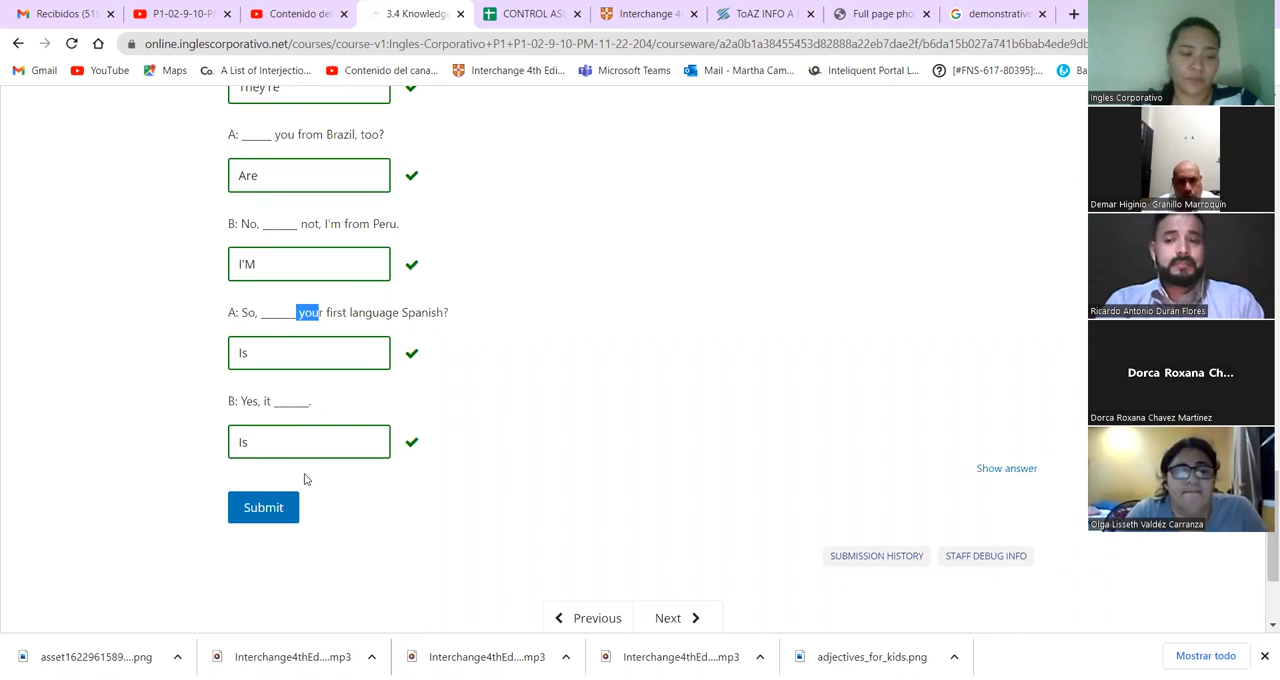 Recibidos (51
P1-02-9-10-P
Contenido de
3.4 Knowledg
CONTROL ASI
Interchange 4
ToAZ INFO A
Full page pho
demonstrative
online.inglescorporativo.net/courses/course-v1:Ingles-Corporativo+P1+P1-02-9-10-PM-11-22-204/courseware/a2a0b1a38455453d82888a22eb7dae2f/b6da15b027a741b6bab4ede9db
Gmail
YouTube
Maps
A List of Interjectio...
Contenido del cana...
Interchange 4th Edi...
Microsoft Teams
Mail - Martha Cam...
Inteliquent Portal L...
[#FNS-617-80395]:...
Ba
They're
A: _____ you from Brazil, too?
Are
B: No, ______ not, I'm from Peru.
I'M
A: So, ______ your first language Spanish?
Is
B: Yes, it ______.
Is
Show answer
Submit
SUBMISSION HISTORY
STAFF DEBUG INFO
Previous
Next
Ingles Corporativo
Demar Higinio Granillo Marroquín
Ricardo Antonio Durán Flores
Dorca Roxana Ch...
Dorca Roxana Chavez Martinez
Olga Lisseth Valdéz Carranza
asset1622961589....png
Interchange4thEd....mp3
Interchange4thEd....mp3
Interchange4thEd....mp3
adjectives_for_kids.png
Mostrar todo